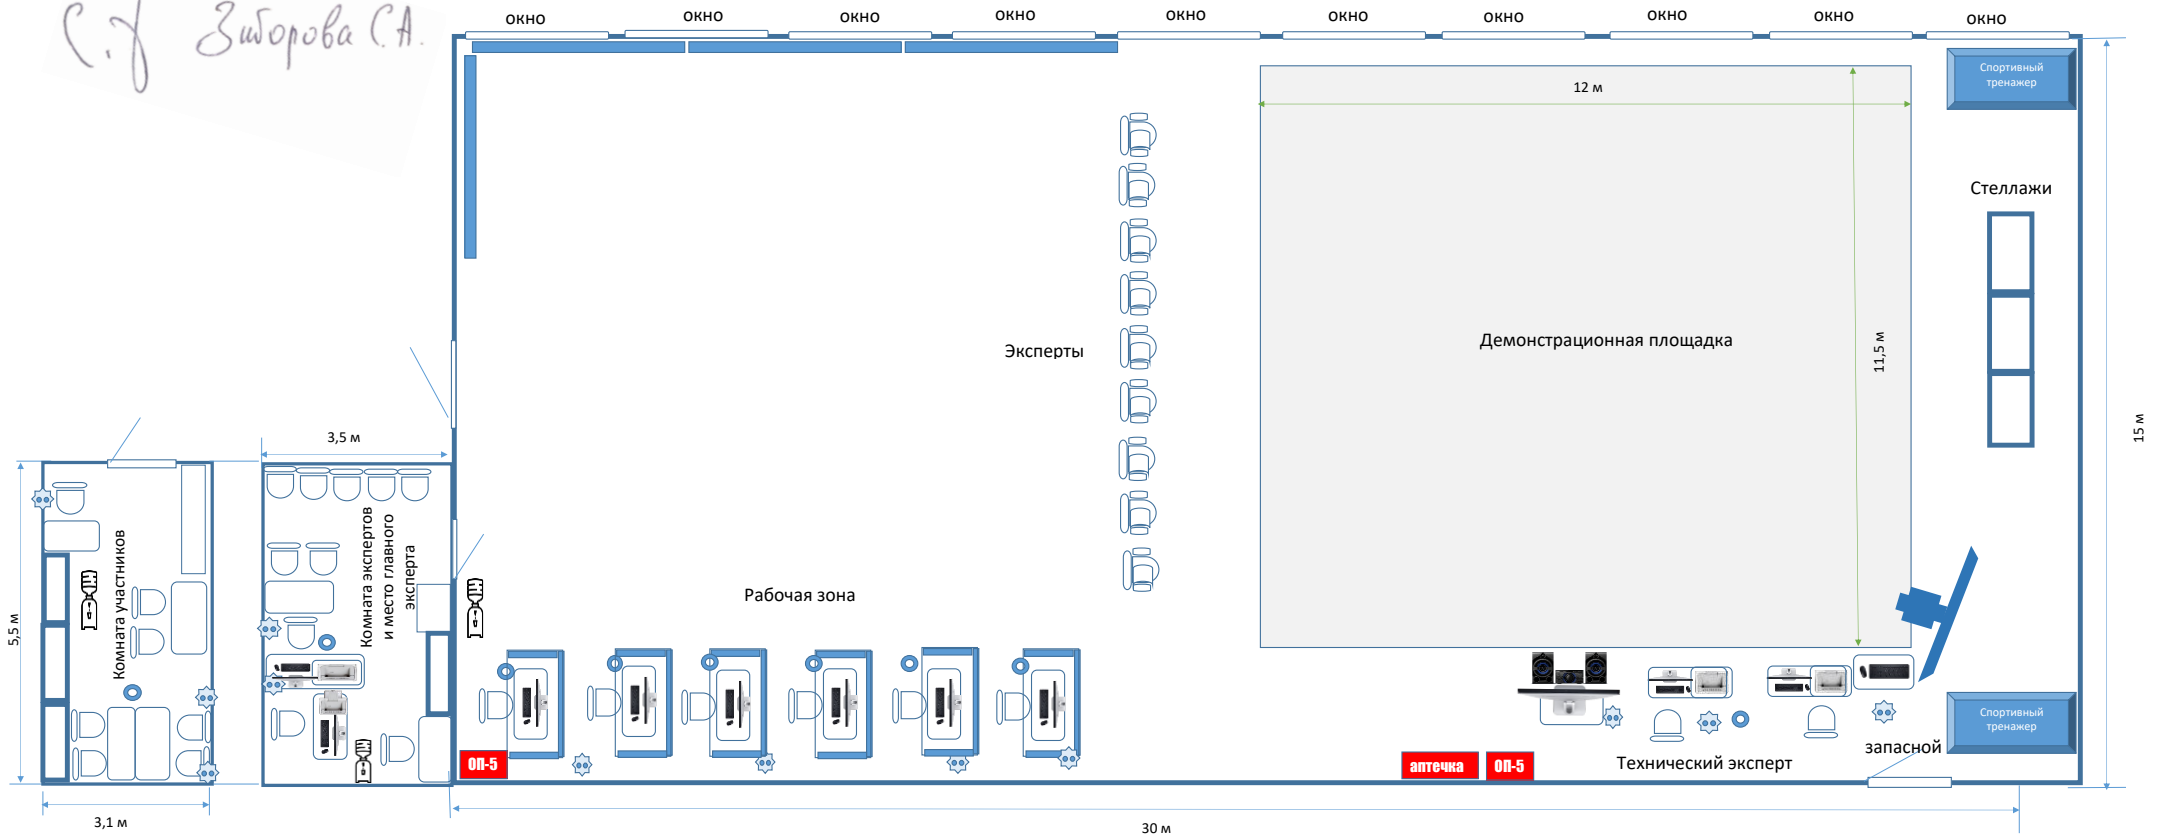 С.З Зиборова С.А.
окно окно окно окно окно окно окно окно окно окно
Спортивный
тренажер
12 м
Стеллажи
Демонстрационная площадка
11,5 м
Эксперты
15 м
3,5 м
Комната участников
Комната экспертов
и место главного
эксперта
5,5 м
Рабочая зона
Спортивный
тренажер
запасной
Технический эксперт
ОП-5
аптечка
ОП-5
3,1 м
30 м